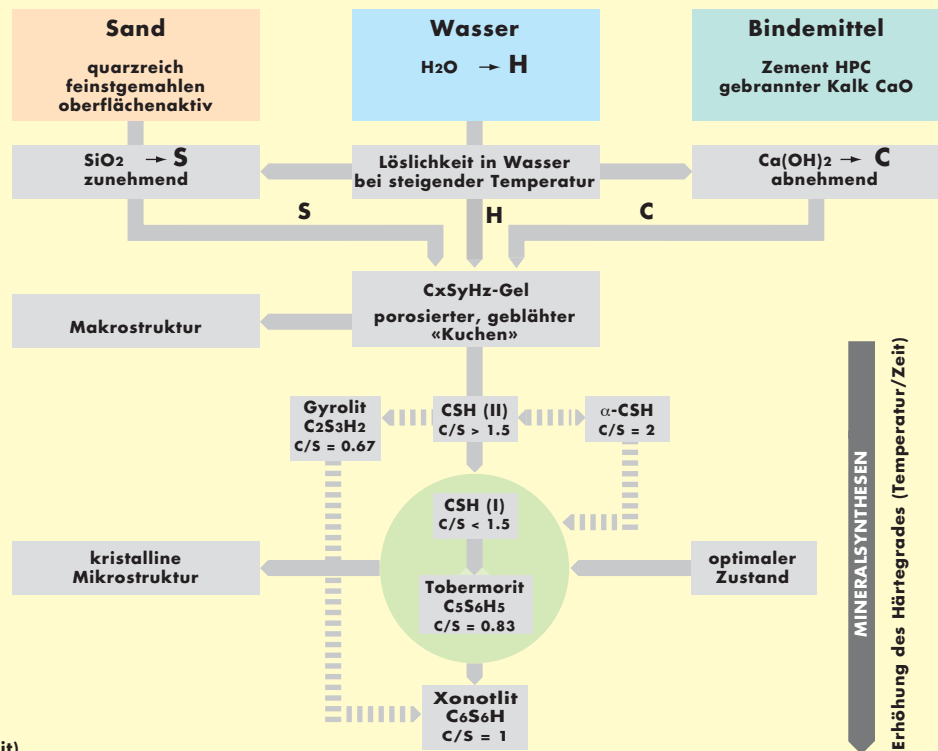 Sand
quarzreich
feinstgemahlen
oberflächenaktiv
Wasser
H2O → H
Bindemittel
Zement HPC
gebrannter Kalk CaO
SiO2 → S
zunehmend
Löslichkeit in Wasser
bei steigender Temperatur
Ca(OH)2 → C
abnehmend
S
H
C
CxSyHz-Gel
porosierter, geblähter
«Kuchen»
Makrostruktur
Gyrolit
C2S3H2
C/S = 0.67
CSH (II)
C/S > 1.5
α-CSH
C/S = 2
CSH (I)
C/S < 1.5
kristalline
Mikrostruktur
optimaler
Zustand
Tobermorit
C5S6H5
C/S = 0.83
Xonotlit
C6S6H
C/S = 1
MINERALSYNTHESEN
Erhöhung des Härtegrades (Temperatur/Zeit)
it)